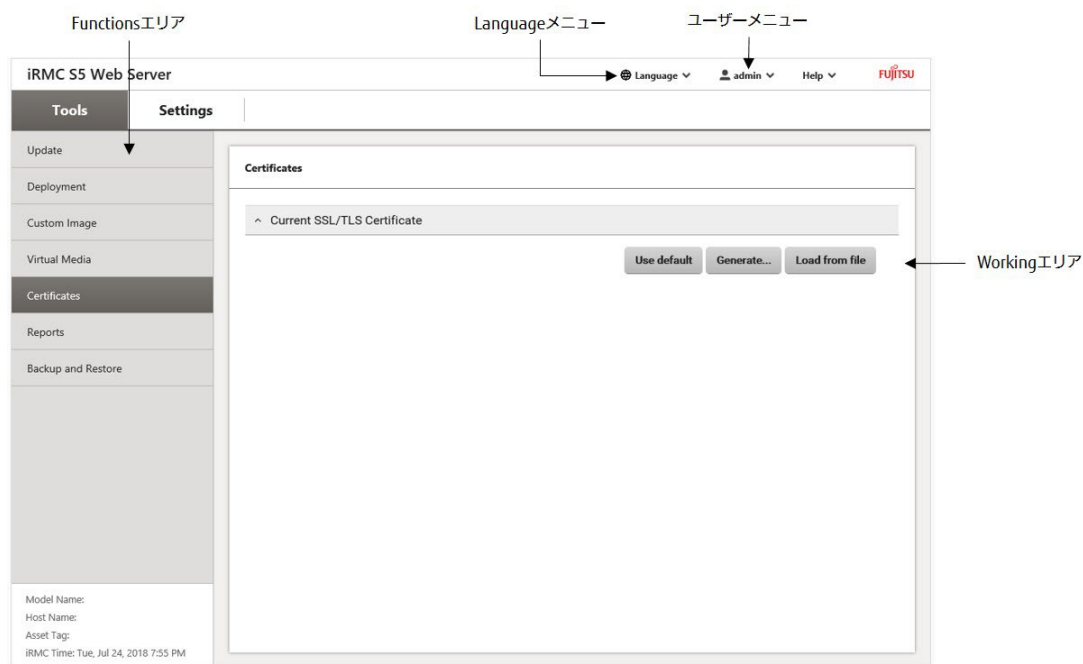 Functionsエリア
Languageメニュー
ユーザーメニュー
iRMC S5 Web Server
Language
admin
Help
FUJITSU
Tools
Settings
Update
Deployment
Custom Image
Virtual Media
Certificates
Reports
Backup and Restore
Certificates
Current SSL/TLS Certificate
Use default
Generate...
Load from file
Workingエリア
Model Name:
Host Name:
Asset Tag:
iRMC Time: Tue, Jul 24, 2018 7:55 PM